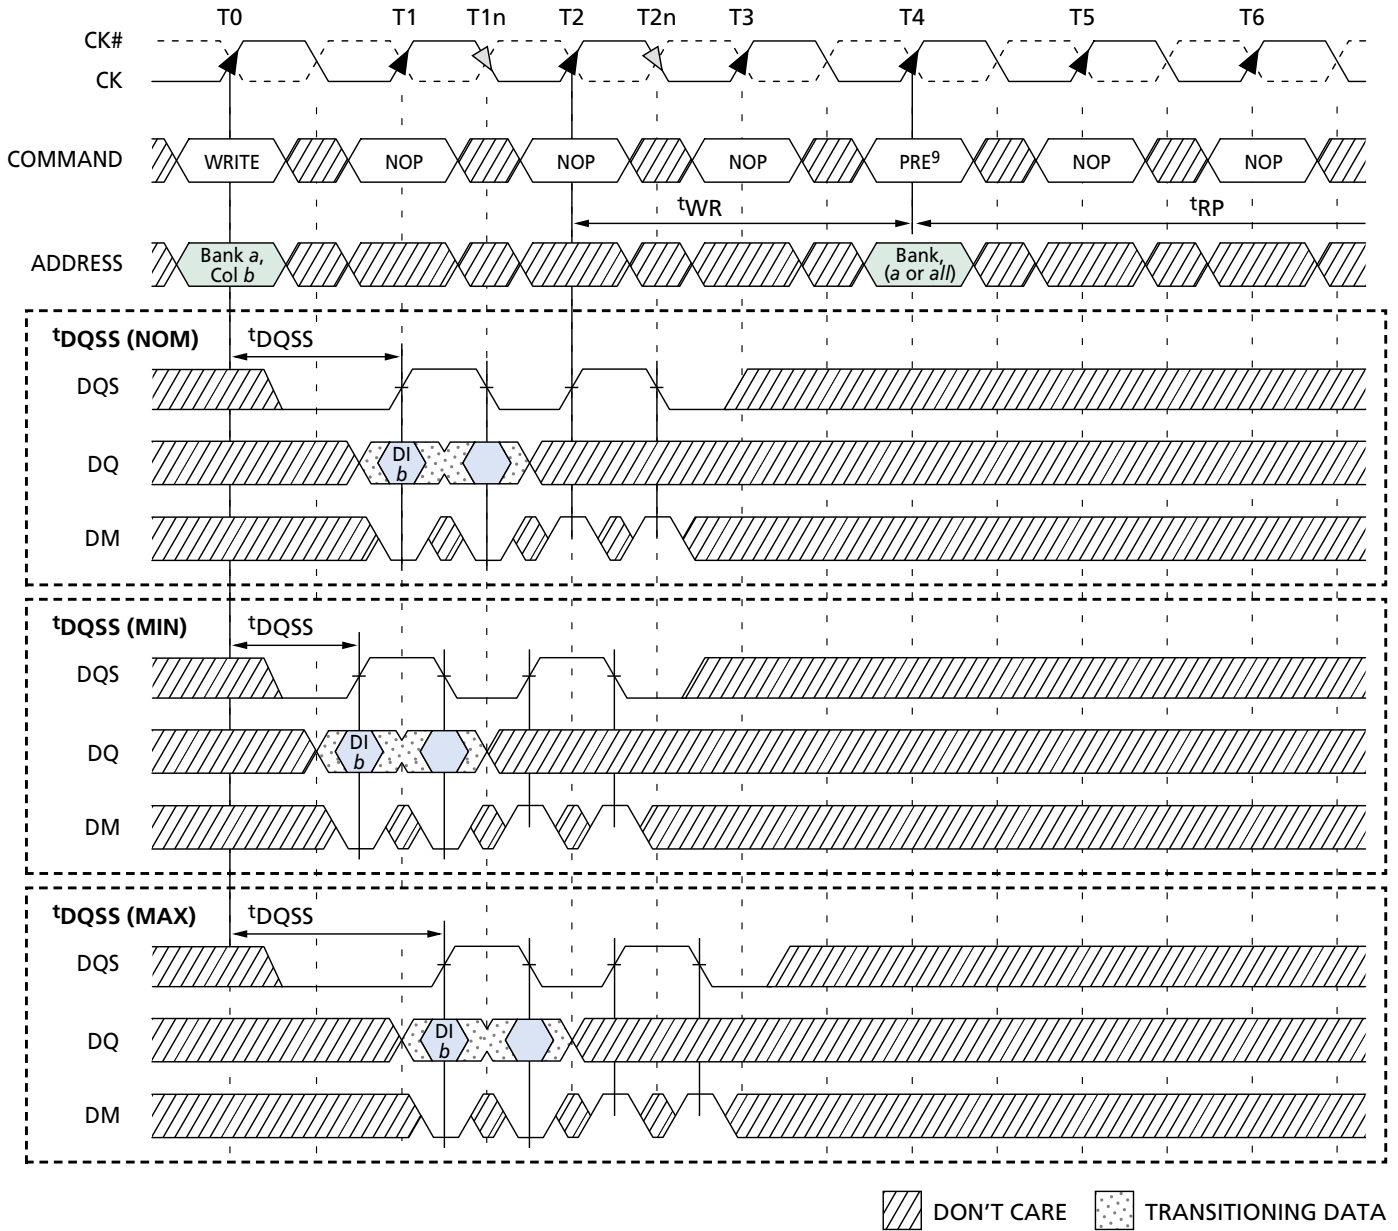 T0 T1 T1n T2 T2n T3 T4 T5 T6
CK#
CK
COMMAND WRITE NOP NOP NOP PRE9 NOP NOP
tWR tRP
ADDRESS
Bank a,
Col b
Bank,
(a or all)
tDQSS (NOM) tDQSS
DQS
DQ
DI
b
DM
tDQSS (MIN) tDQSS
DQS
DQ
DI
b
DM
tDQSS (MAX) tDQSS
DQS
DQ
DI
b
DM
DON'T CARE TRANSITIONING DATA